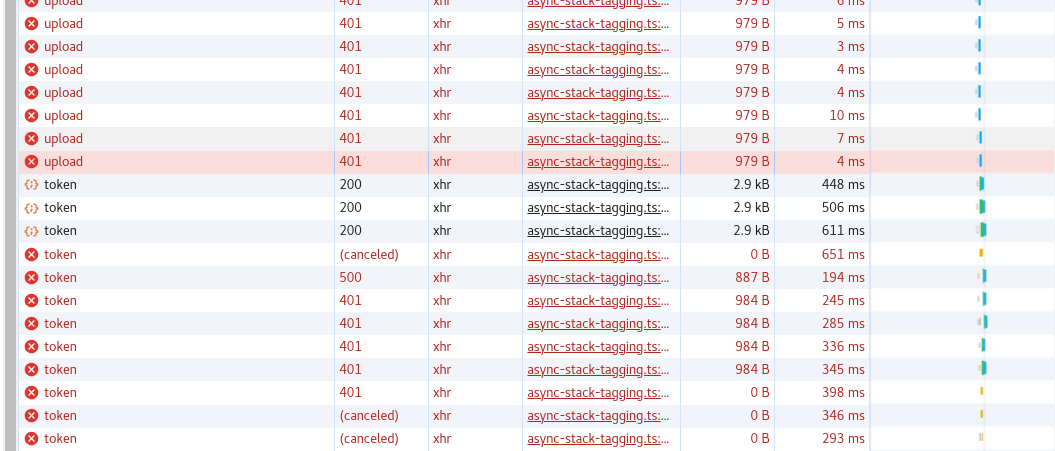 upload 401 xhr async-stack-tagging.ts:... 979 B 6 ms
upload 401 xhr async-stack-tagging.ts:... 979 B 5 ms
upload 401 xhr async-stack-tagging.ts:... 979 B 3 ms
upload 401 xhr async-stack-tagging.ts:... 979 B 4 ms
upload 401 xhr async-stack-tagging.ts:... 979 B 4 ms
upload 401 xhr async-stack-tagging.ts:... 979 B 10 ms
upload 401 xhr async-stack-tagging.ts:... 979 B 7 ms
upload 401 xhr async-stack-tagging.ts:... 979 B 4 ms
token 200 xhr async-stack-tagging.ts:... 2.9 kB 448 ms
token 200 xhr async-stack-tagging.ts:... 2.9 kB 506 ms
token 200 xhr async-stack-tagging.ts:... 2.9 kB 611 ms
token (canceled) xhr async-stack-tagging.ts:... 0 B 651 ms
token 500 xhr async-stack-tagging.ts:... 887 B 194 ms
token 401 xhr async-stack-tagging.ts:... 984 B 245 ms
token 401 xhr async-stack-tagging.ts:... 984 B 285 ms
token 401 xhr async-stack-tagging.ts:... 984 B 336 ms
token 401 xhr async-stack-tagging.ts:... 984 B 345 ms
token 401 xhr async-stack-tagging.ts:... 0 B 398 ms
token (canceled) xhr async-stack-tagging.ts:... 0 B 346 ms
token (canceled) xhr async-stack-tagging.ts:... 0 B 293 ms